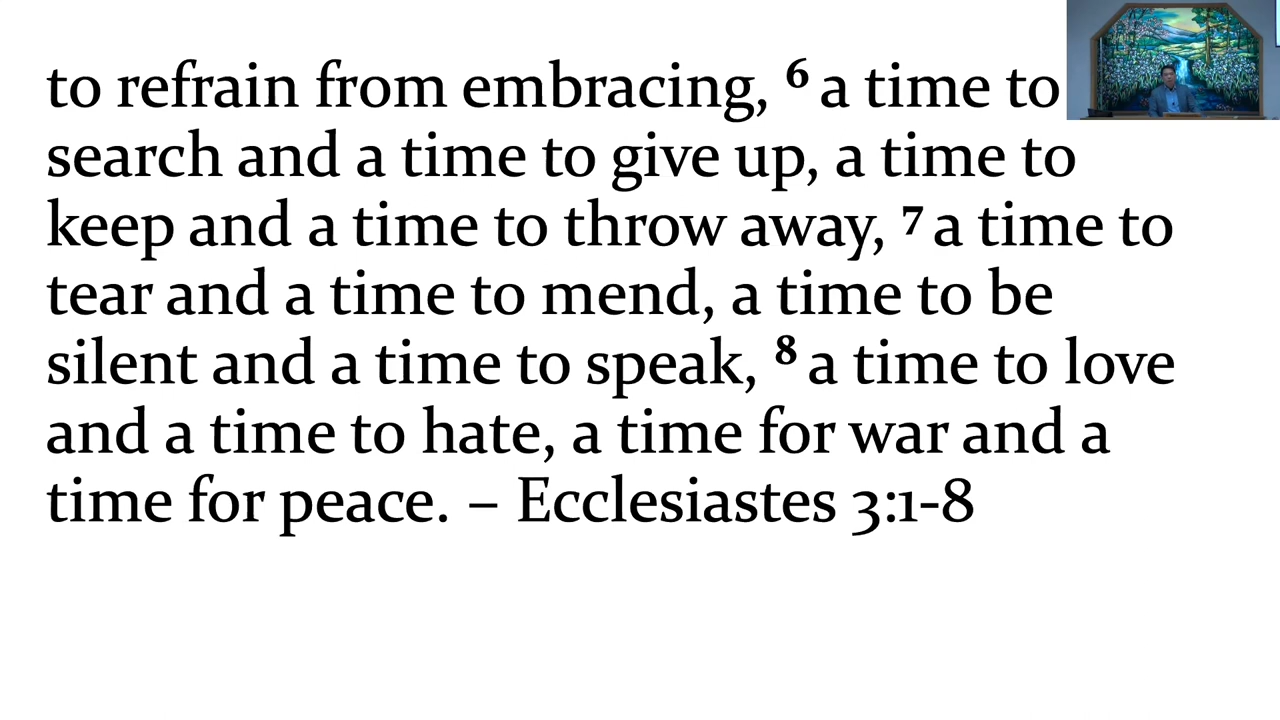 to refrain from embracing, ⁶ a time to
search and a time to give up, a time to
keep and a time to throw away, ⁷ a time to
tear and a time to mend, a time to be
silent and a time to speak, ⁸ a time to love
and a time to hate, a time for war and a
time for peace. – Ecclesiastes 3:1-8